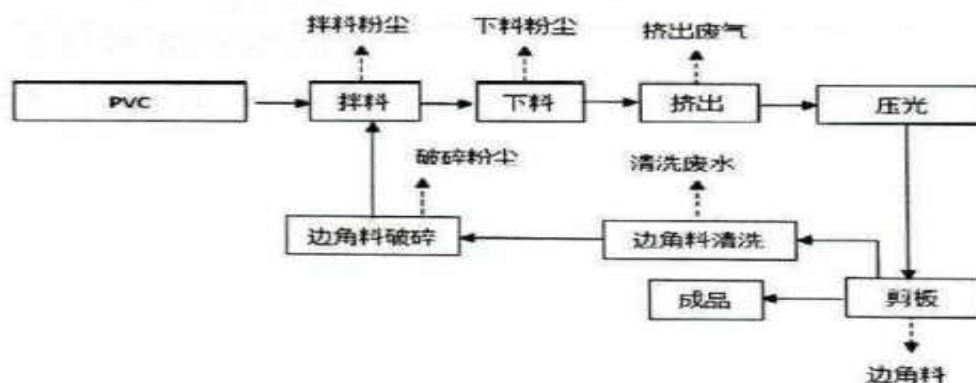 拌料粉尘
下料粉尘
挤出废气
PVC
拌料
下料
挤出
压光
破碎粉尘
清洗废水
边角料破碎
边角料清洗
成品
剪板
边角料